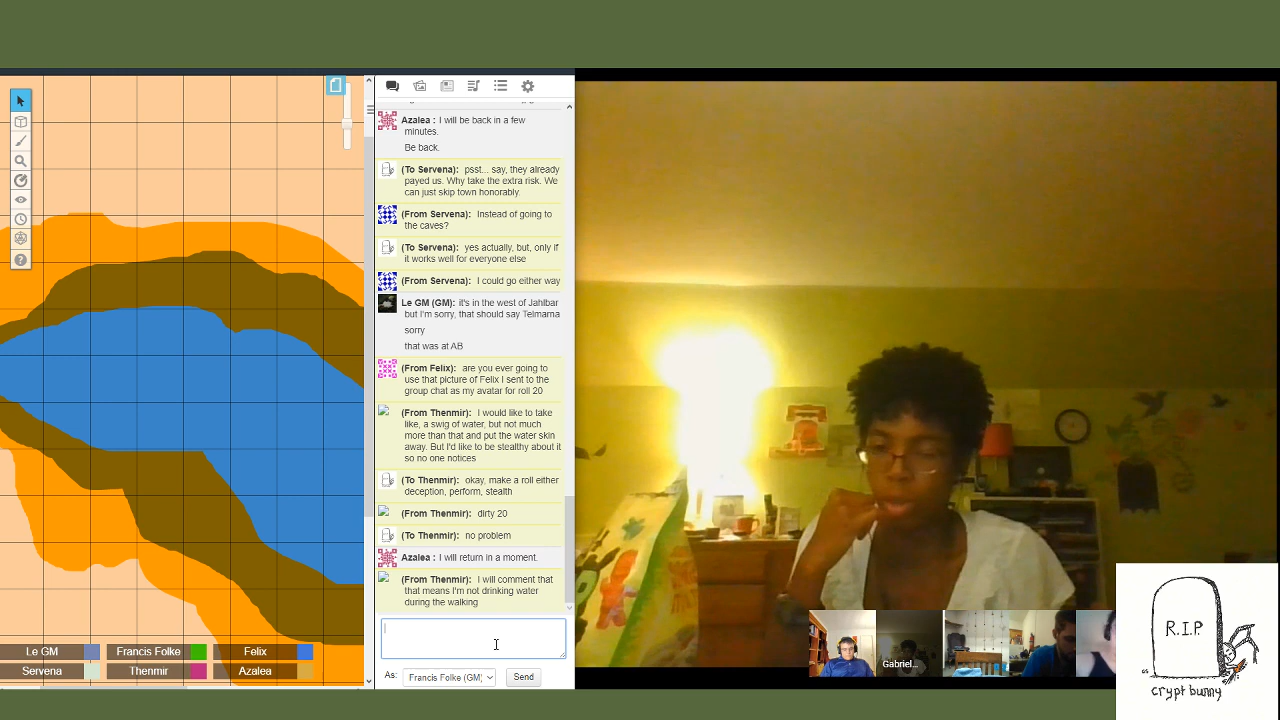 Azalea : I will be back in a few
minutes.
Be back.
(To Servena): psst... say, they already
payed us. Why take the extra risk. We
can just skip town honorably.
(From Servena): Instead of going to
the caves?
(To Servena): yes actually, but, only if
it works well for everyone else
(From Servena): I could go either way
Le GM (GM): it's in the west of Jahlbar
but I'm sorry, that should say Telmarna
sorry
that was at AB
(From Felix): are you ever going to
use that picture of Felix I sent to the
group chat as my avatar for roll 20
(From Thenmir): I would like to take
like, a swig of water, but not much
more than that and put the water skin
away. But I'd like to be stealthy about it
so no one notices
(To Thenmir): okay, make a roll either
deception, perform, stealth
(From Thenmir): dirty 20
(To Thenmir): no problem
Azalea : I will return in a moment.
(From Thenmir): I will comment that
that means I'm not drinking water
during the walking
As: Francis Folke (GM)
Send
Le GM Francis Folke Felix
Servena Thenmir Azalea
Gabriel...
R.I.P
crypt bunny